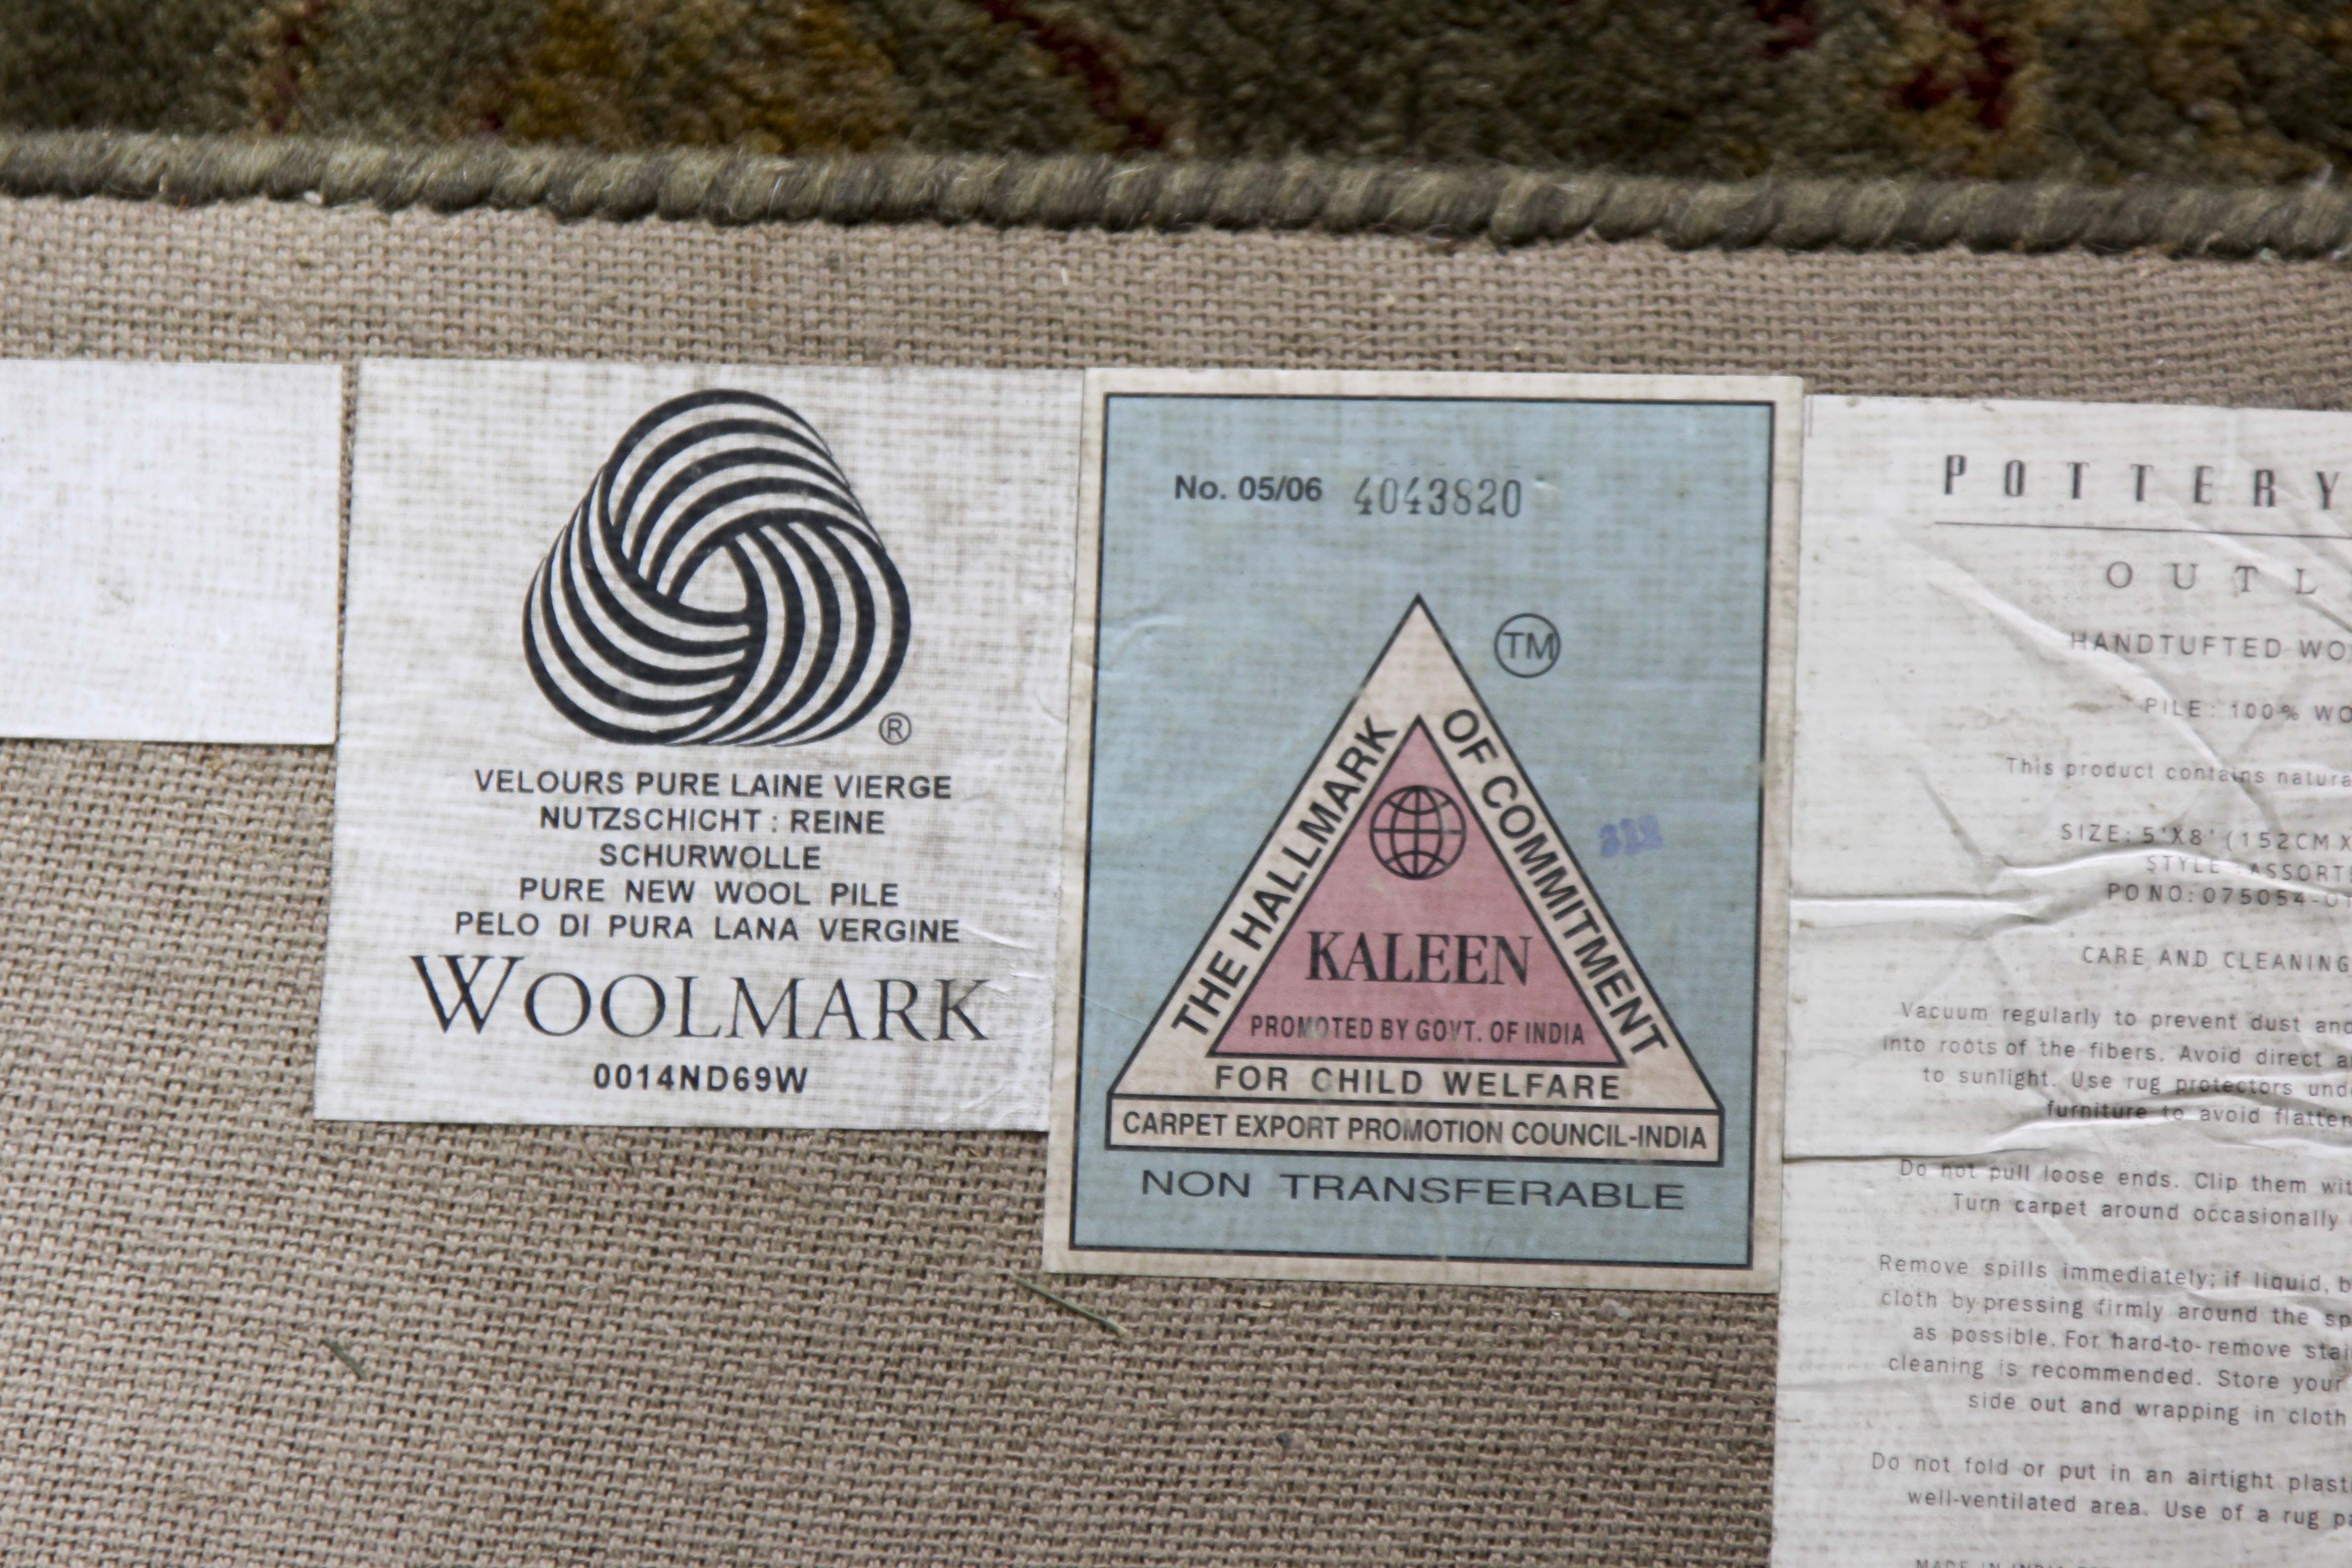 ®
VELOURS PURE LAINE VIERGE
NUTZSCHICHT : REINE
SCHURWOLLE
PURE NEW WOOL PILE
PELO DI PURA LANA VERGINE
WOOLMARK
0014ND69W
No. 05/06 4043820
TM
THE HALLMARK OF COMMITMENT
KALEEN
PROMOTED BY GOVT. OF INDIA
FOR CHILD WELFARE
CARPET EXPORT PROMOTION COUNCIL-INDIA
NON TRANSFERABLE
POTTERY
OUTL
HANDTUFTED WO
PILE: 100% WO
This product contains natura
SIZE: 5'X8' (152CM X
STYLE: ASSORTE
PO NO: 075054-
CARE AND CLEANING
Vacuum regularly to prevent dust and
into roots of the fibers. Avoid direct a
to sunlight. Use rug protectors und
furniture to avoid flatten
Do not pull loose ends. Clip them wit
Turn carpet around occasionally
Remove spills immediately; if liquid, b
cloth by pressing firmly around the sp
as possible. For hard-to-remove stai
cleaning is recommended. Store your
side out and wrapping in cloth
Do not fold or put in an airtight plasti
well-ventilated area. Use of a rug pa